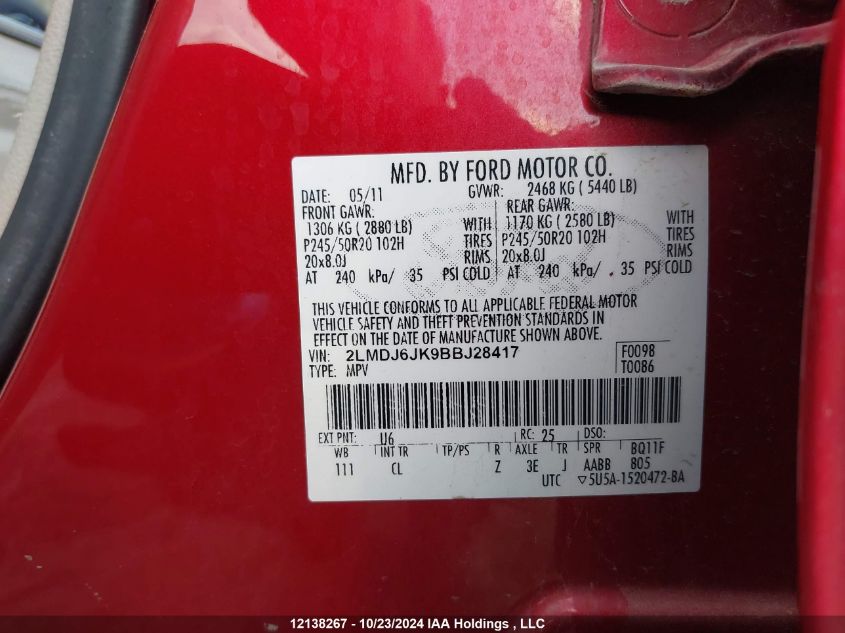 MFD. BY FORD MOTOR CO.
DATE: 05/11 GVWR: 2468 KG ( 5440 LB)
FRONT GAWR: REAR GAWR:
1306 KG ( 2880 LB) WITH 1170 KG ( 2580 LB) WITH
P245/50R20 102H TIRES P245/50R20 102H TIRES
20x8.0J RIMS 20x8.0J RIMS
AT 240 kPa/ 35 PSI COLD AT 240 kPa/ 35 PSI COLD
THIS VEHICLE CONFORMS TO ALL APPLICABLE FEDERAL MOTOR
VEHICLE SAFETY AND THEFT PREVENTION STANDARDS IN
EFFECT ON THE DATE OF MANUFACTURE SHOWN ABOVE.
VIN: 2LMDJ6JK9BBJ28417 F0098
TYPE: MPV T0086
EXT PNT: U6 RC: 25 DSO:
WB INT TR TP/PS R AXLE TR SPR BQ11F
111 CL Z 3E J AABB 805
UTC ▽5U5A-1520472-BA
12138267 - 10/23/2024 IAA Holdings , LLC